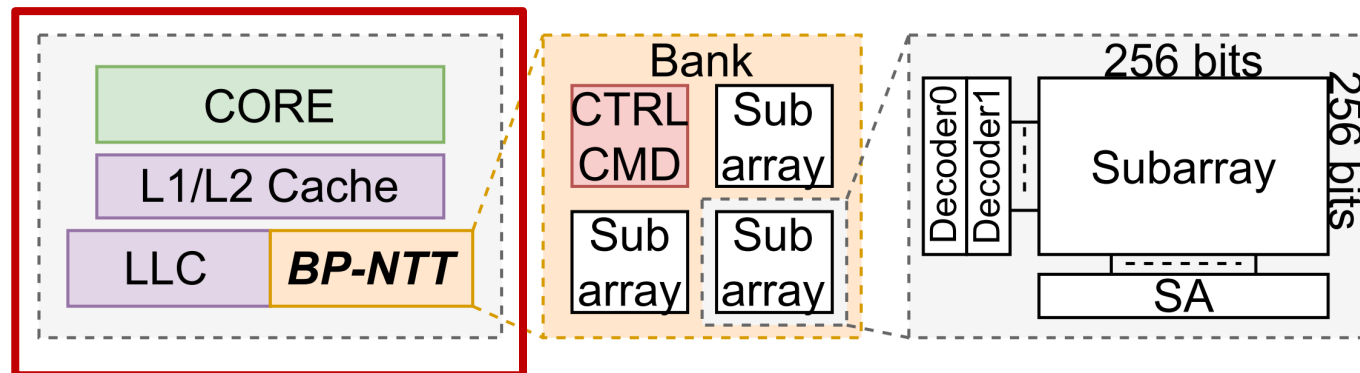 CORE
L1/L2 Cache
LLC
BP-NTT
Bank
CTRL
CMD
Sub
array
Sub
array
Sub
array
Decoder0
Decoder1
256 bits
Subarray
256 bits
SA